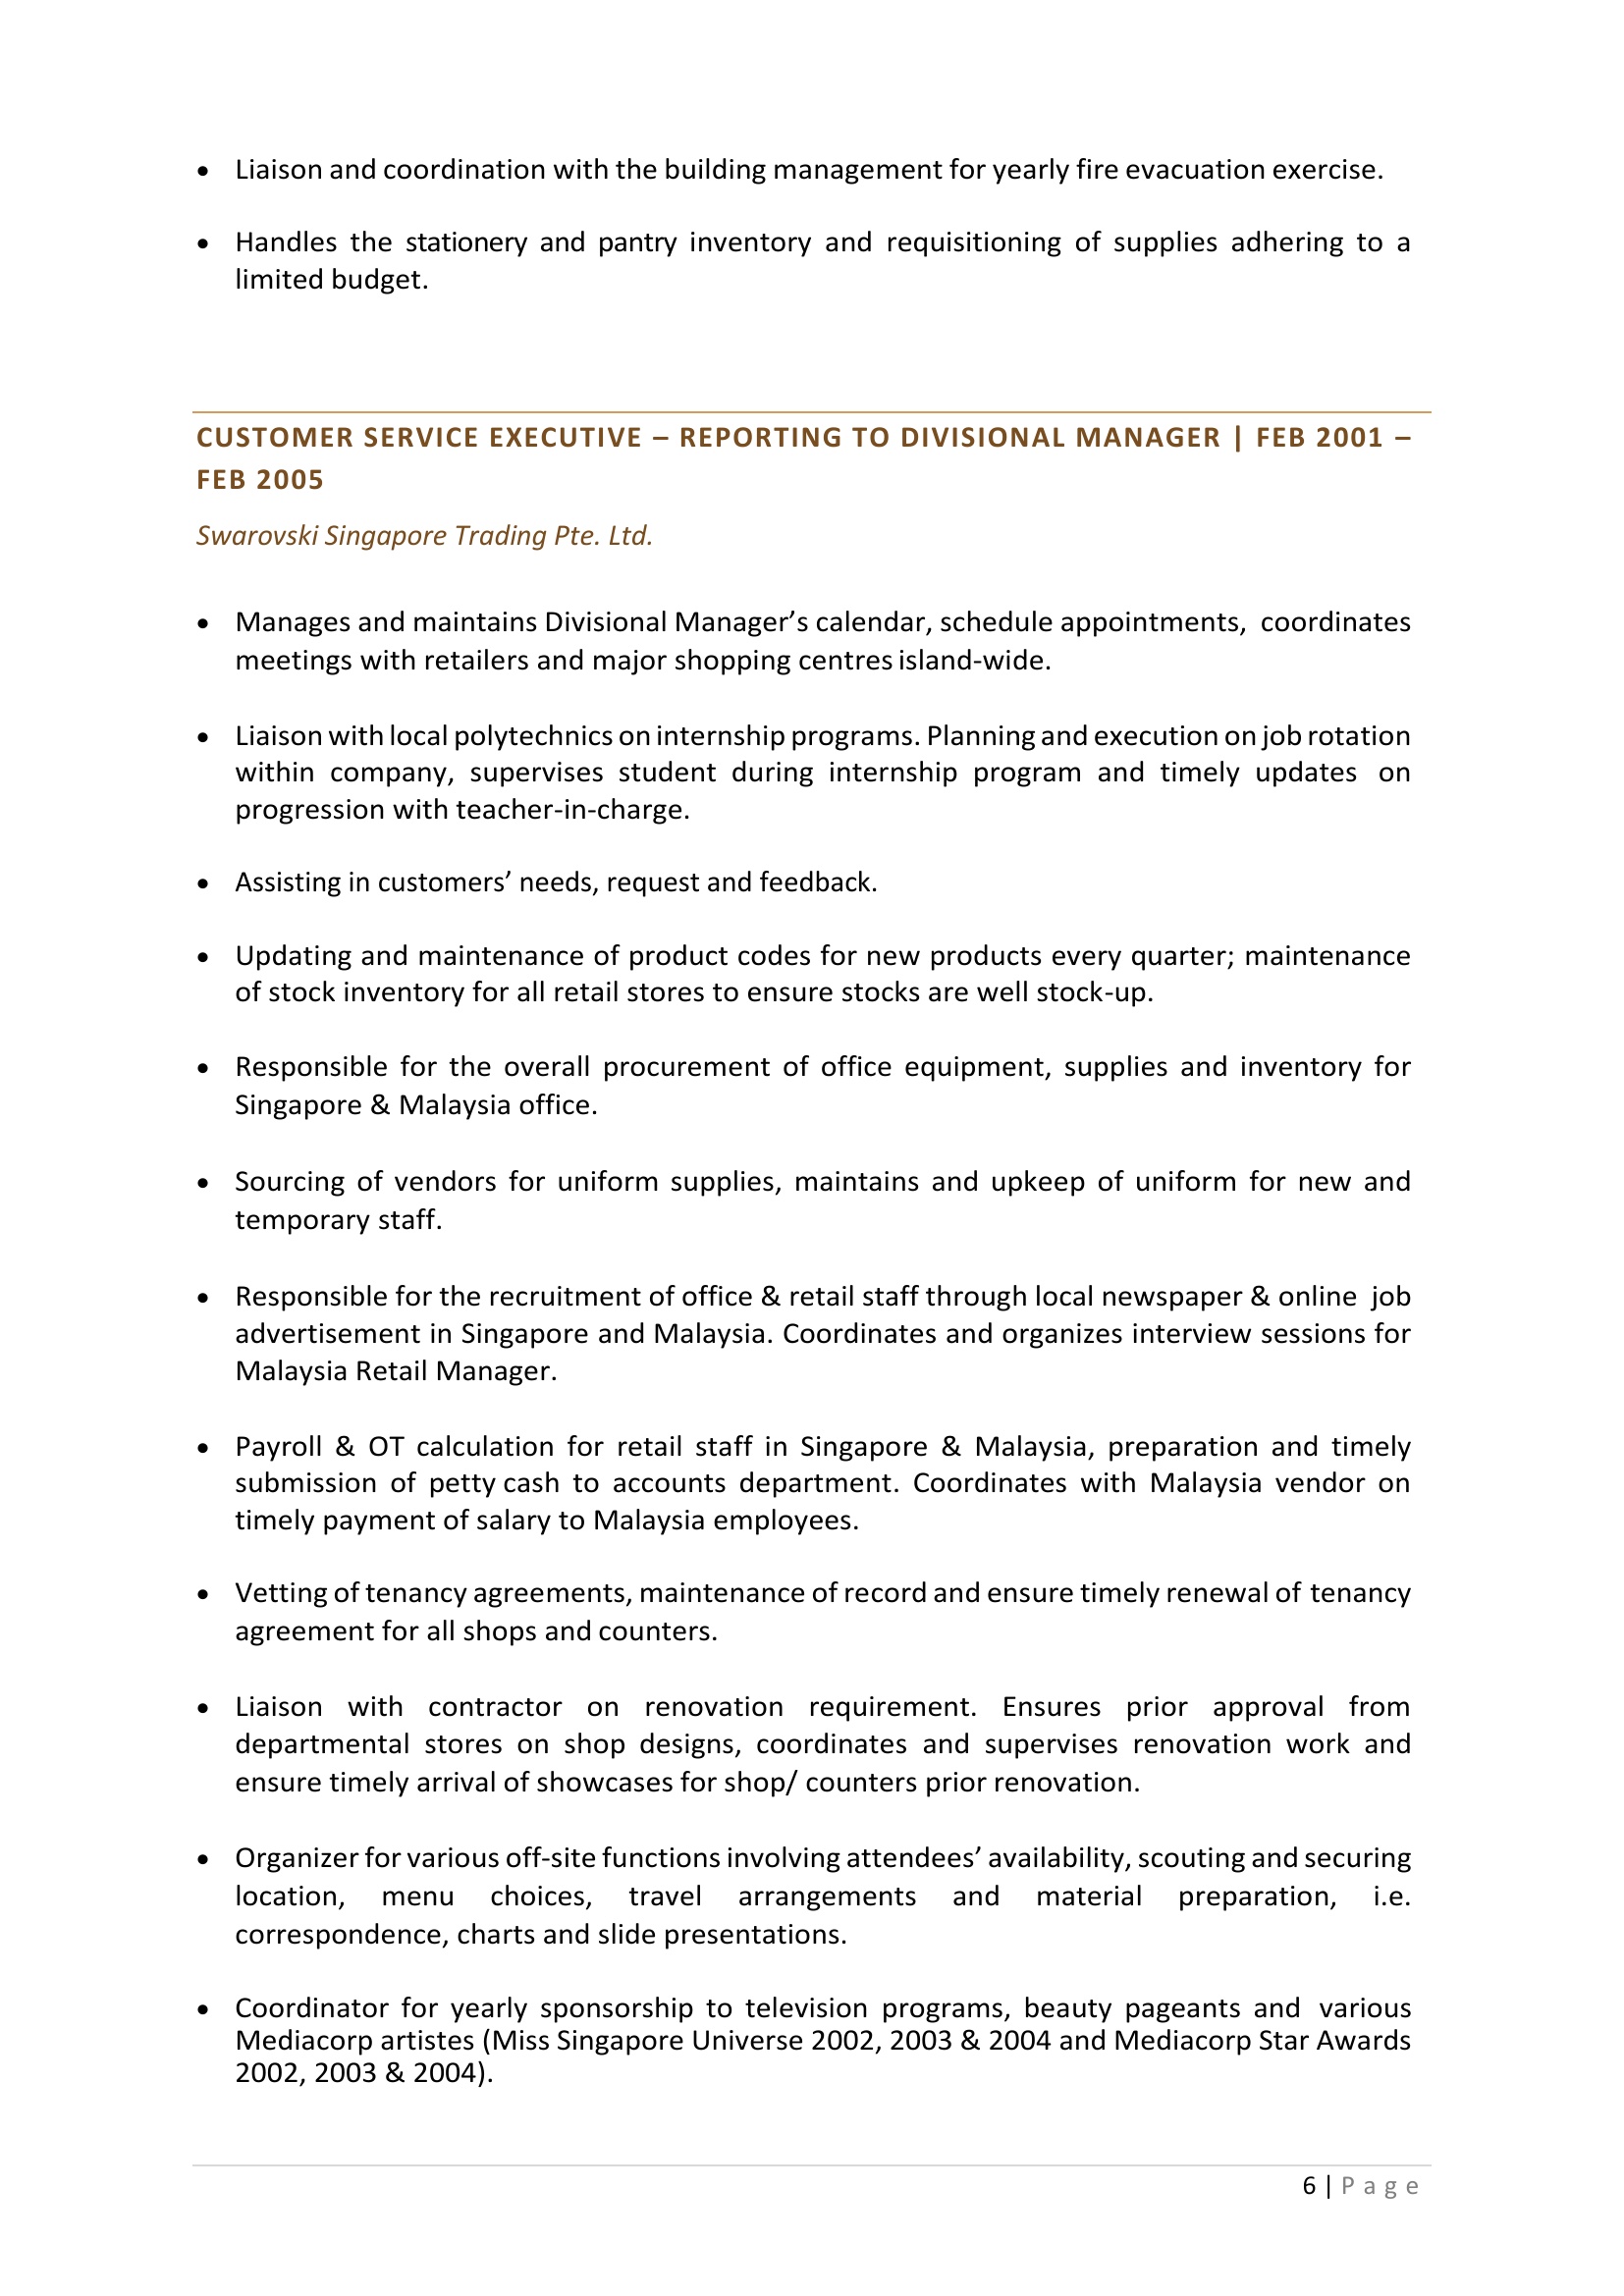 • Liaison and coordination with the building management for yearly fire evacuation exercise.
• Handles the stationery and pantry inventory and requisitioning of supplies adhering to a
limited budget.
CUSTOMER SERVICE EXECUTIVE – REPORTING TO DIVISIONAL MANAGER | FEB 2001 –
FEB 2005
Swarovski Singapore Trading Pte. Ltd.
• Manages and maintains Divisional Manager’s calendar, schedule appointments, coordinates
meetings with retailers and major shopping centres island-wide.
• Liaison with local polytechnics on internship programs. Planning and execution on job rotation
within company, supervises student during internship program and timely updates on
progression with teacher-in-charge.
• Assisting in customers’ needs, request and feedback.
• Updating and maintenance of product codes for new products every quarter; maintenance
of stock inventory for all retail stores to ensure stocks are well stock-up.
• Responsible for the overall procurement of office equipment, supplies and inventory for
Singapore & Malaysia office.
• Sourcing of vendors for uniform supplies, maintains and upkeep of uniform for new and
temporary staff.
• Responsible for the recruitment of office & retail staff through local newspaper & online job
advertisement in Singapore and Malaysia. Coordinates and organizes interview sessions for
Malaysia Retail Manager.
• Payroll & OT calculation for retail staff in Singapore & Malaysia, preparation and timely
submission of petty cash to accounts department. Coordinates with Malaysia vendor on
timely payment of salary to Malaysia employees.
• Vetting of tenancy agreements, maintenance of record and ensure timely renewal of tenancy
agreement for all shops and counters.
• Liaison with contractor on renovation requirement. Ensures prior approval from
departmental stores on shop designs, coordinates and supervises renovation work and
ensure timely arrival of showcases for shop/ counters prior renovation.
• Organizer for various off-site functions involving attendees’ availability, scouting and securing
location, menu choices, travel arrangements and material preparation, i.e.
correspondence, charts and slide presentations.
• Coordinator for yearly sponsorship to television programs, beauty pageants and various
Mediacorp artistes (Miss Singapore Universe 2002, 2003 & 2004 and Mediacorp Star Awards
2002, 2003 & 2004).
6 | Page